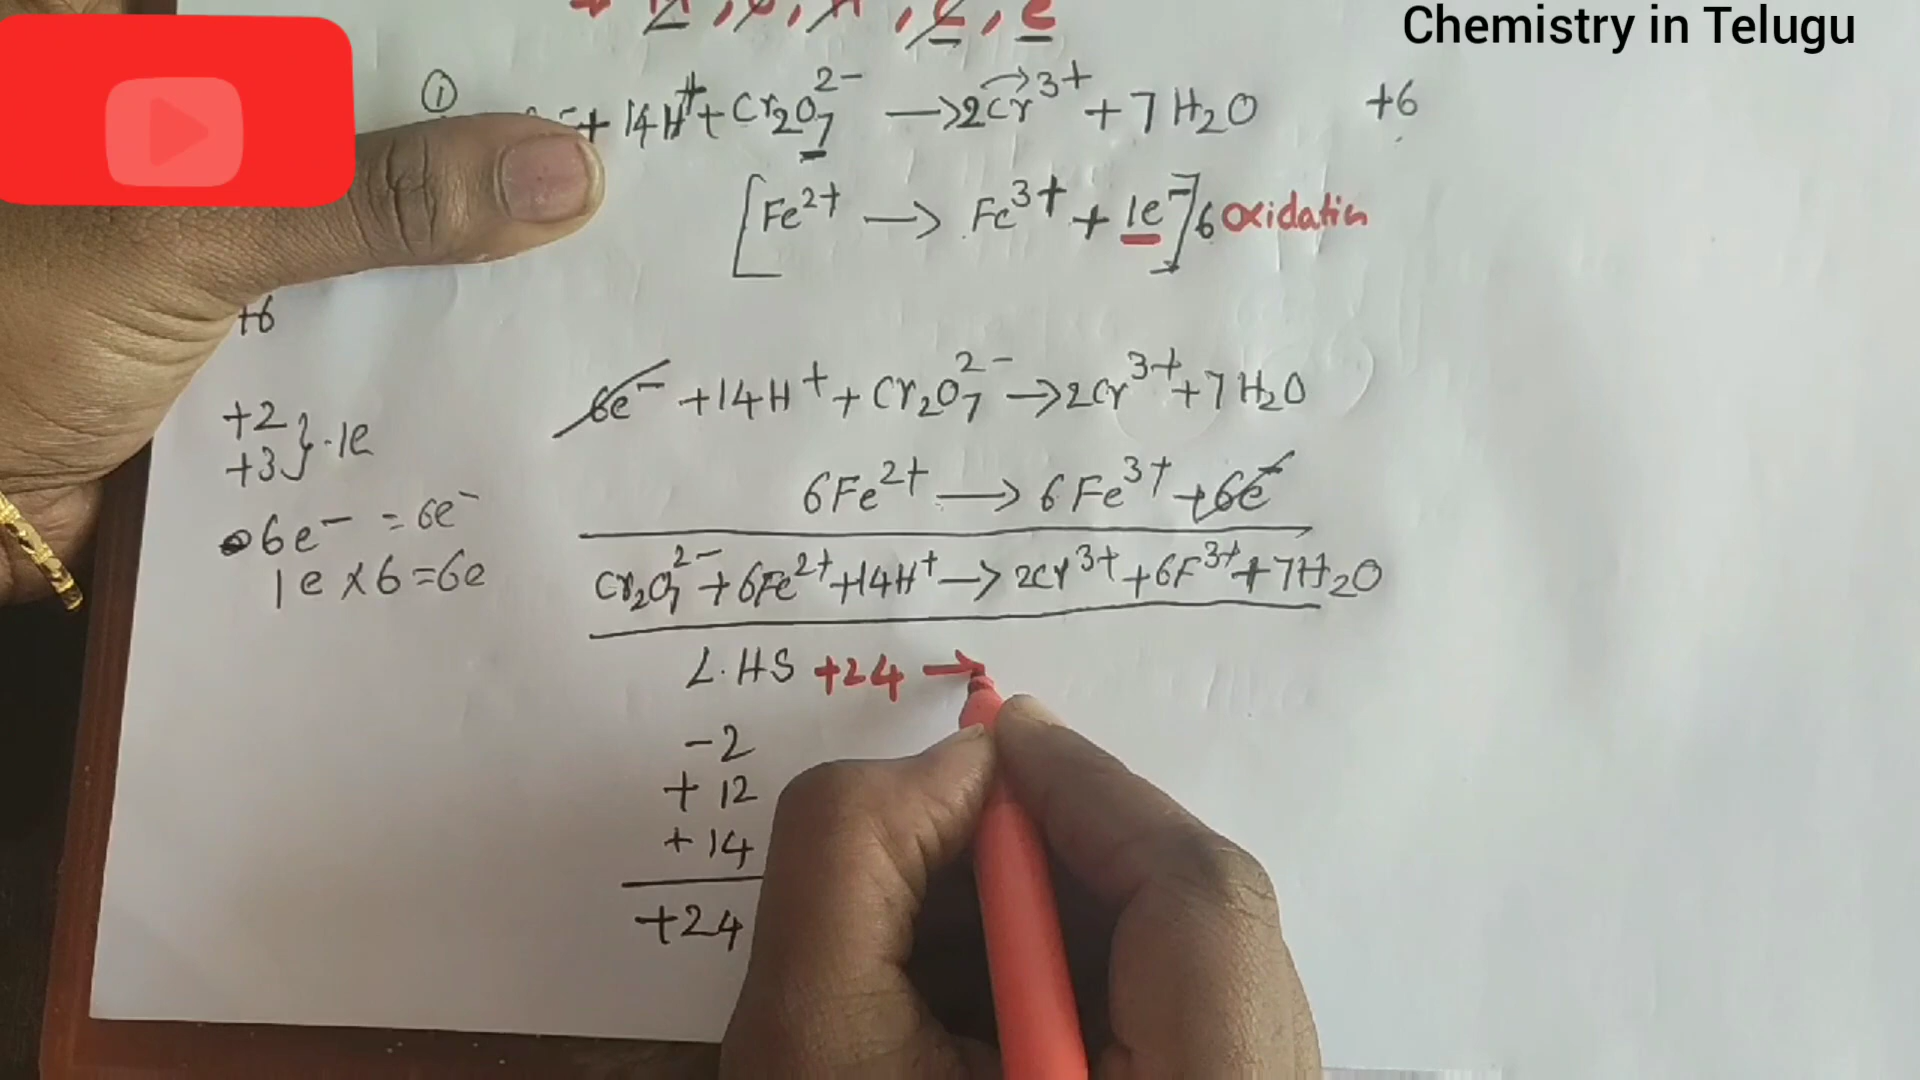 Chemistry in Telugu
①
+ 14H⁺ + Cr₂O₇²⁻ → 2Cr³⁺ + 7H₂O +6
[Fe²⁺ → Fe³⁺ + 1e⁻]6 oxidatin
+6
6e⁻ + 14H⁺ + Cr₂O₇²⁻ → 2Cr³⁺ + 7H₂O
+2
+3 } · 1e
6Fe²⁺ → 6Fe³⁺ + 6e⁻
6e⁻ = 6e⁻
1e × 6 = 6e
Cr₂O₇²⁻ + 6Fe²⁺ + 14H⁺ → 2Cr³⁺ + 6F³⁺ + 7H₂O
L.HS +24 →
-2
+ 12
+ 14
+24